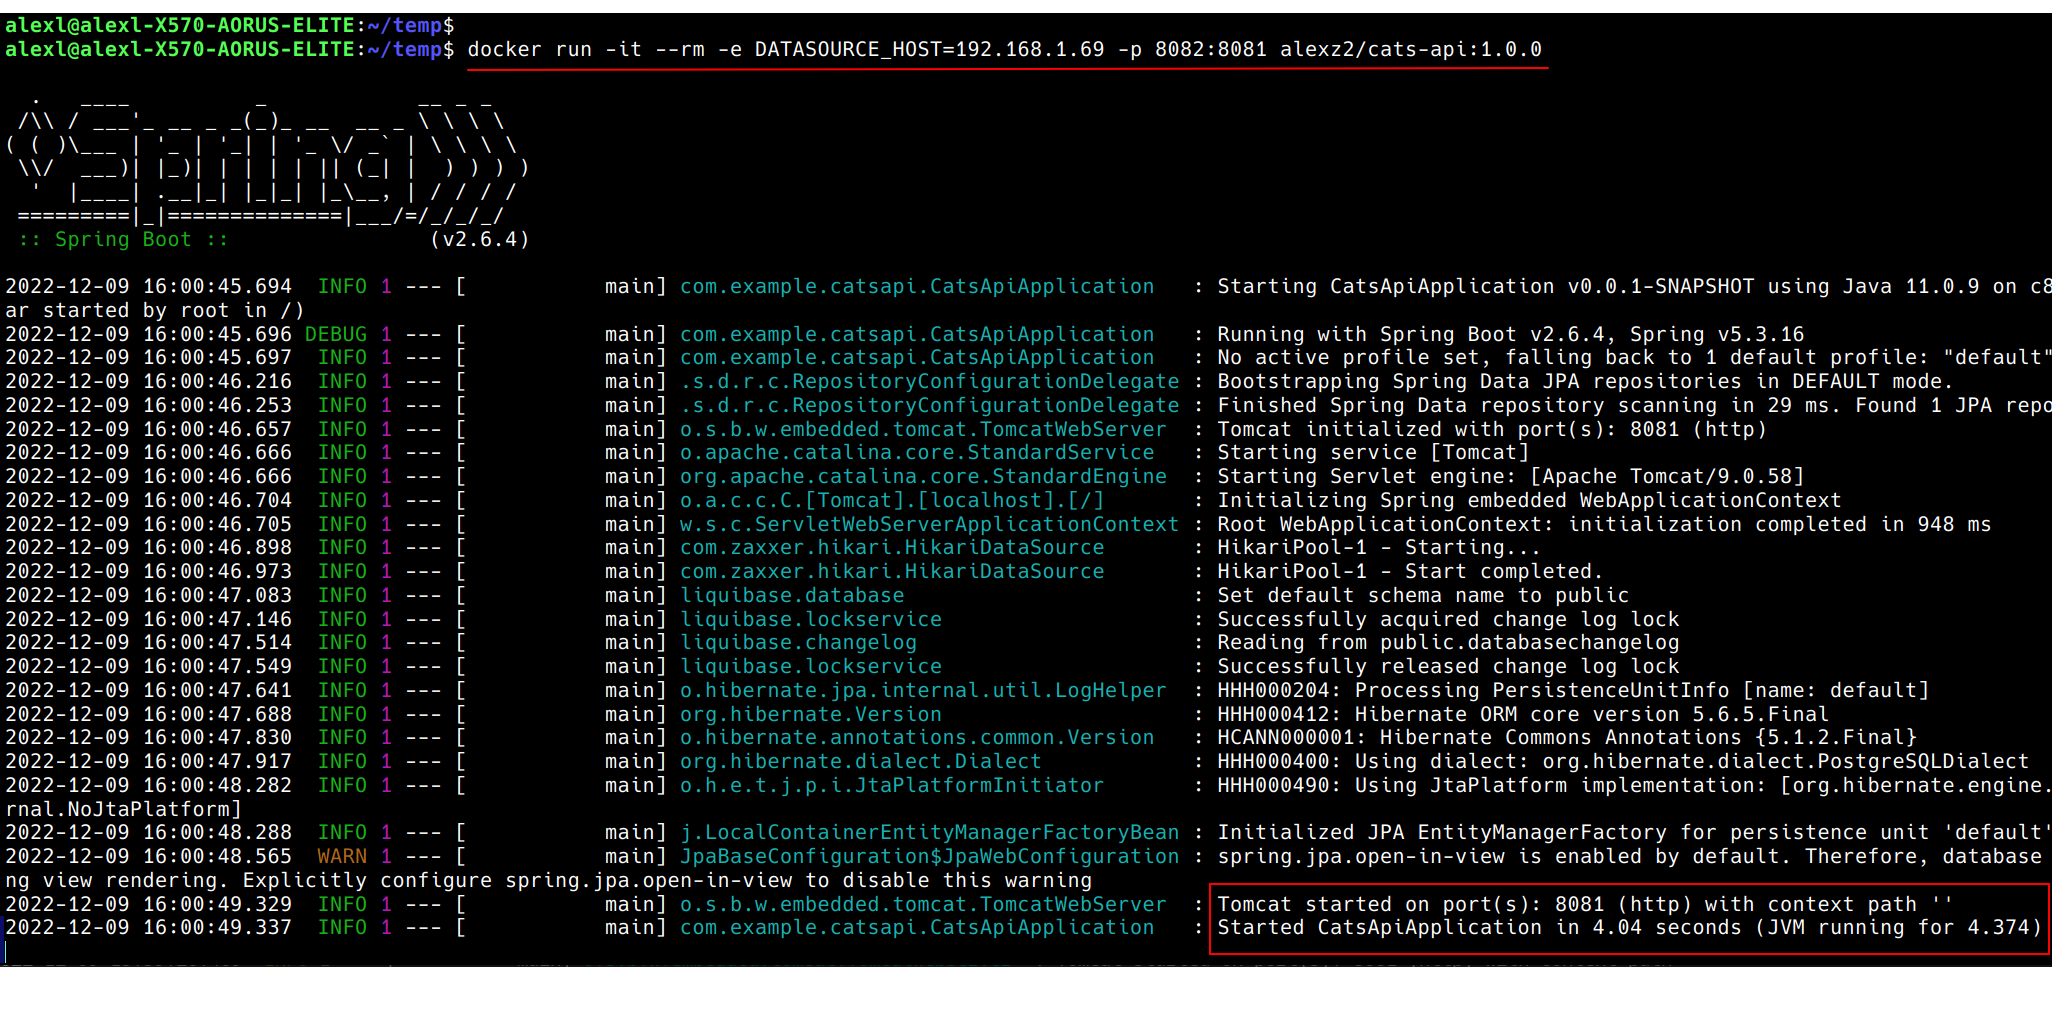 alexl@alexl-X570-AORUS-ELITE:~/temp$
alexl@alexl-X570-AORUS-ELITE:~/temp$ docker run -it --rm -e DATASOURCE_HOST=192.168.1.69 -p 8082:8081 alexz2/cats-api:1.0.0
  .   ____          _            __ _ _
 /\\ / ___'_ __ _ _(_)_ __  __ _ \ \ \ \
( ( )\___ | '_ | '_| | '_ \/ _` | \ \ \ \
 \\/  ___)| |_)| | | | | || (_| |  ) ) ) )
  '  |____| .__|_| |_|_| |_\__, | / / / /
 =========|_|==============|___/=/_/_/_/
 :: Spring Boot ::                (v2.6.4)
2022-12-09 16:00:45.694  INFO 1 --- [           main] com.example.catsapi.CatsApiApplication   : Starting CatsApiApplication v0.0.1-SNAPSHOT using Java 11.0.9 on c8
ar started by root in /)
2022-12-09 16:00:45.696 DEBUG 1 --- [           main] com.example.catsapi.CatsApiApplication   : Running with Spring Boot v2.6.4, Spring v5.3.16
2022-12-09 16:00:45.697  INFO 1 --- [           main] com.example.catsapi.CatsApiApplication   : No active profile set, falling back to 1 default profile: "default"
2022-12-09 16:00:46.216  INFO 1 --- [           main] .s.d.r.c.RepositoryConfigurationDelegate : Bootstrapping Spring Data JPA repositories in DEFAULT mode.
2022-12-09 16:00:46.253  INFO 1 --- [           main] .s.d.r.c.RepositoryConfigurationDelegate : Finished Spring Data repository scanning in 29 ms. Found 1 JPA repo
2022-12-09 16:00:46.657  INFO 1 --- [           main] o.s.b.w.embedded.tomcat.TomcatWebServer  : Tomcat initialized with port(s): 8081 (http)
2022-12-09 16:00:46.666  INFO 1 --- [           main] o.apache.catalina.core.StandardService   : Starting service [Tomcat]
2022-12-09 16:00:46.666  INFO 1 --- [           main] org.apache.catalina.core.StandardEngine  : Starting Servlet engine: [Apache Tomcat/9.0.58]
2022-12-09 16:00:46.704  INFO 1 --- [           main] o.a.c.c.C.[Tomcat].[localhost].[/]       : Initializing Spring embedded WebApplicationContext
2022-12-09 16:00:46.705  INFO 1 --- [           main] w.s.c.ServletWebServerApplicationContext : Root WebApplicationContext: initialization completed in 948 ms
2022-12-09 16:00:46.898  INFO 1 --- [           main] com.zaxxer.hikari.HikariDataSource       : HikariPool-1 - Starting...
2022-12-09 16:00:46.973  INFO 1 --- [           main] com.zaxxer.hikari.HikariDataSource       : HikariPool-1 - Start completed.
2022-12-09 16:00:47.083  INFO 1 --- [           main] liquibase.database                       : Set default schema name to public
2022-12-09 16:00:47.146  INFO 1 --- [           main] liquibase.lockservice                    : Successfully acquired change log lock
2022-12-09 16:00:47.514  INFO 1 --- [           main] liquibase.changelog                      : Reading from public.databasechangelog
2022-12-09 16:00:47.549  INFO 1 --- [           main] liquibase.lockservice                    : Successfully released change log lock
2022-12-09 16:00:47.641  INFO 1 --- [           main] o.hibernate.jpa.internal.util.LogHelper  : HHH000204: Processing PersistenceUnitInfo [name: default]
2022-12-09 16:00:47.688  INFO 1 --- [           main] org.hibernate.Version                    : HHH000412: Hibernate ORM core version 5.6.5.Final
2022-12-09 16:00:47.830  INFO 1 --- [           main] o.hibernate.annotations.common.Version   : HCANN000001: Hibernate Commons Annotations {5.1.2.Final}
2022-12-09 16:00:47.917  INFO 1 --- [           main] org.hibernate.dialect.Dialect            : HHH000400: Using dialect: org.hibernate.dialect.PostgreSQLDialect
2022-12-09 16:00:48.282  INFO 1 --- [           main] o.h.e.t.j.p.i.JtaPlatformInitiator       : HHH000490: Using JtaPlatform implementation: [org.hibernate.engine.
rnal.NoJtaPlatform]
2022-12-09 16:00:48.288  INFO 1 --- [           main] j.LocalContainerEntityManagerFactoryBean : Initialized JPA EntityManagerFactory for persistence unit 'default'
2022-12-09 16:00:48.565  WARN 1 --- [           main] JpaBaseConfiguration$JpaWebConfiguration : spring.jpa.open-in-view is enabled by default. Therefore, database
ng view rendering. Explicitly configure spring.jpa.open-in-view to disable this warning
2022-12-09 16:00:49.329  INFO 1 --- [           main] o.s.b.w.embedded.tomcat.TomcatWebServer  : Tomcat started on port(s): 8081 (http) with context path ''
2022-12-09 16:00:49.337  INFO 1 --- [           main] com.example.catsapi.CatsApiApplication   : Started CatsApiApplication in 4.04 seconds (JVM running for 4.374)